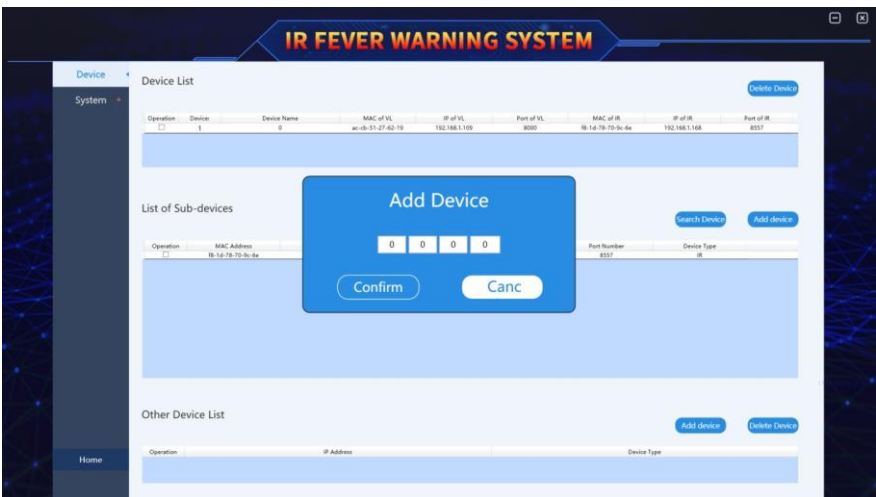 IR FEVER WARNING SYSTEM
Device
System +
Device List
Delete Device
Operation Device: Device Name MAC of VL IP of VL Port of VL MAC of IR IP of IR Port of IR
1 0 ac-cb-51-27-62-19 192.168.1.109 8000 f8-1d-78-70-9c-6e 192.168.1.168 8557
Add Device
List of Sub-devices
Search Device Add device
0 0 0 0
Operation MAC Address Port Number Device Type
f8-1d-78-70-9c-6e 8557 IR
Confirm Canc
Other Device List
Add device Delete Device
Operation IP Address Device Type
Home